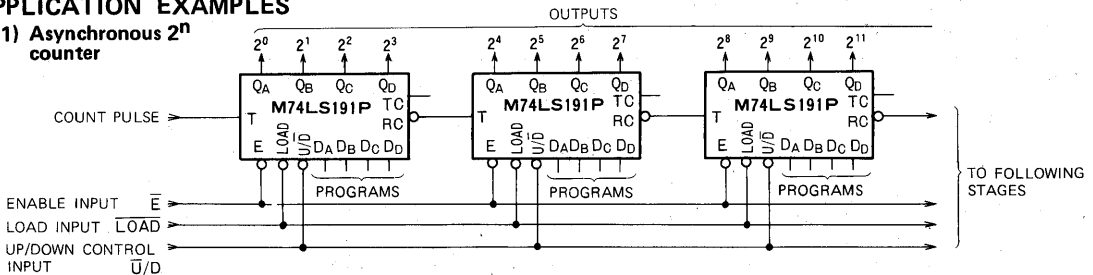 APPLICATION EXAMPLES
1) Asynchronous 2ⁿ
counter
OUTPUTS
2⁰ 2¹ 2² 2³ 2⁴ 2⁵ 2⁶ 2⁷ 2⁸ 2⁹ 2¹⁰ 2¹¹
QA QB QC QD QA QB QC QD QA QB QC QD
M74LS191P TC M74LS191P TC M74LS191P TC
COUNT PULSE T RC T RC T RC
E LOAD U/D DA DB DC DD E LOAD U/D DA DB DC DD E LOAD U/D DA DB DC DD
PROGRAMS PROGRAMS PROGRAMS
TO FOLLOWING
STAGES
ENABLE INPUT E̅
LOAD INPUT L̅O̅A̅D̅
UP/DOWN CONTROL
INPUT U̅/D